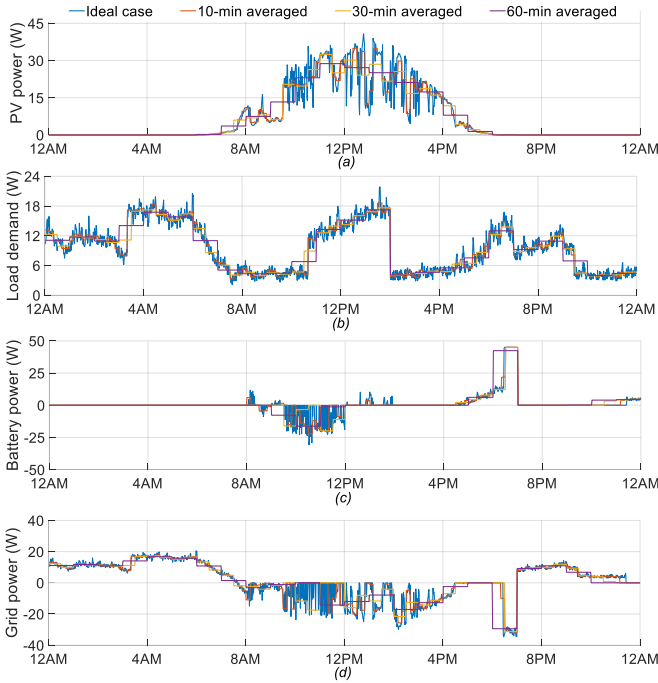 Ideal case 10-min averaged 30-min averaged 60-min averaged
PV power (W)
45
30
15
0
12AM 4AM 8AM 12PM 4PM 8PM 12AM
(a)
Load demand (W)
24
18
12
6
0
12AM 4AM 8AM 12PM 4PM 8PM 12AM
(b)
Battery power (W)
50
25
0
-25
-50
12AM 4AM 8AM 12PM 4PM 8PM 12AM
(c)
Grid power (W)
40
20
0
-20
-40
12AM 4AM 8AM 12PM 4PM 8PM 12AM
(d)